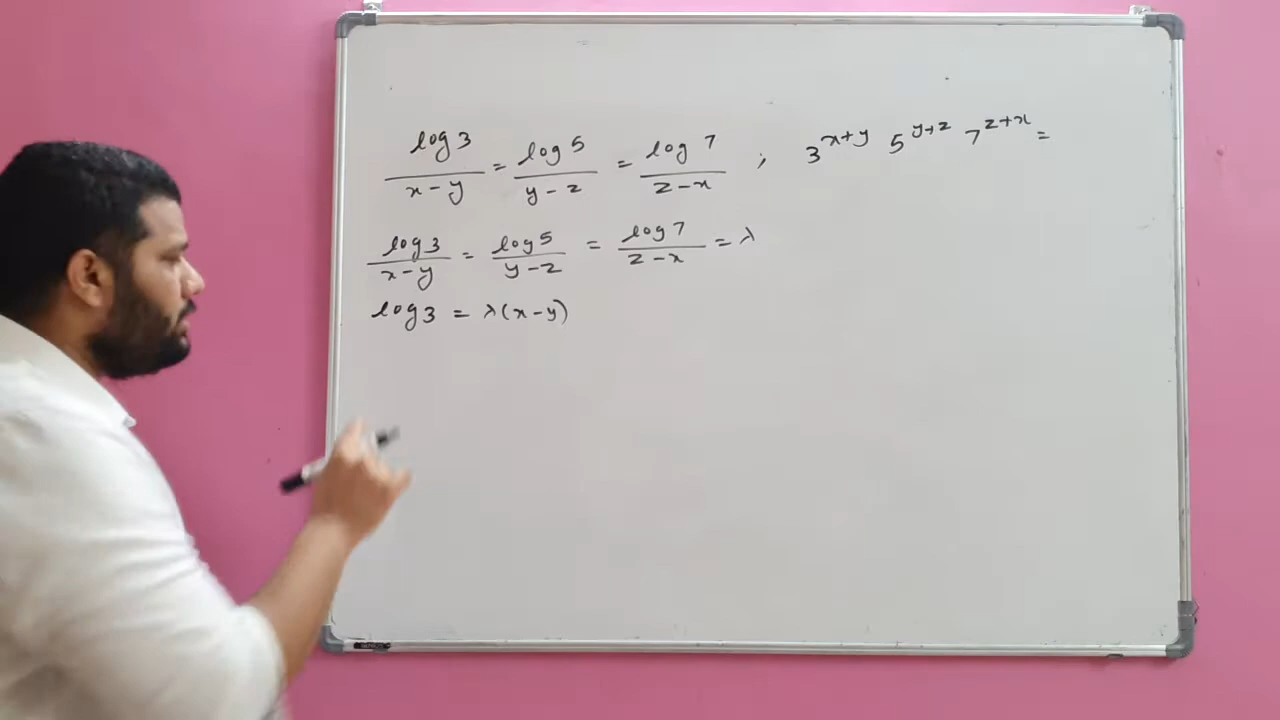 log 3 / x-y = log 5 / y-z = log 7 / z-x ; 3^x+y 5^y+z 7^z+x =
log 3 / x-y = log 5 / y-z = log 7 / z-x = λ
log 3 = λ(x-y)